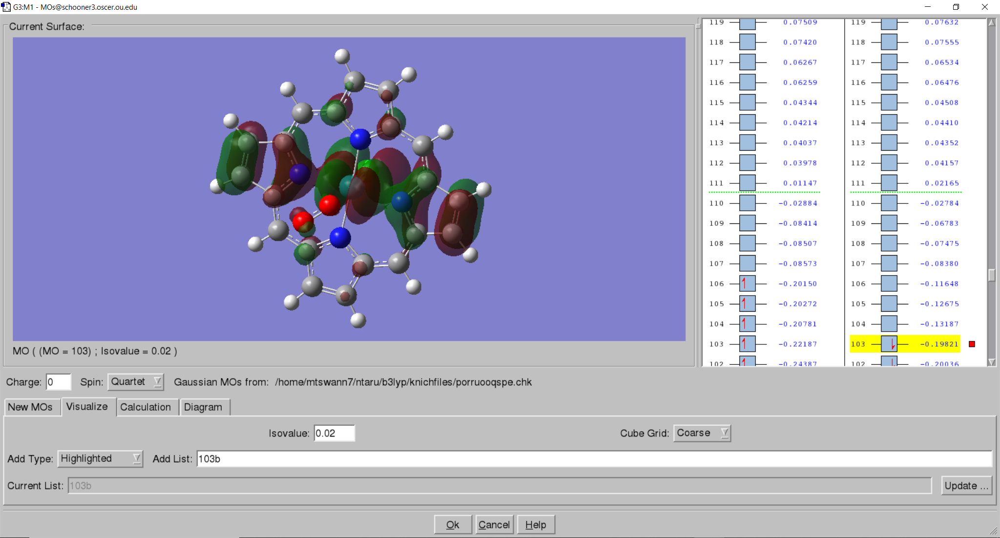 G3:M1 - MOs@schooner3.oscer.ou.edu
Current Surface:
119 0.07509 119 0.07632
118 0.07420 118 0.07555
117 0.06267 117 0.06534
116 0.06259 116 0.06476
115 0.04344 115 0.04508
114 0.04214 114 0.04410
113 0.04037 113 0.04352
112 0.03978 112 0.04157
111 0.01147 111 0.02165
110 -0.02884 110 -0.02784
109 -0.08414 109 -0.06783
108 -0.08507 108 -0.07475
107 -0.08573 107 -0.08380
106 -0.20150 106 -0.11648
105 -0.20272 105 -0.12675
104 -0.20781 104 -0.13187
103 -0.22187 103 -0.19821
102 -0.24387 102 -0.20036
MO ( (MO = 103) ; Isovalue = 0.02 )
Charge: 0 Spin: Quartet Gaussian MOs from: /home/mtswann7/ntaru/b3lyp/knichfiles/porruooqspe.chk
New MOs Visualize Calculation Diagram
Isovalue: 0.02 Cube Grid: Coarse
Add Type: Highlighted Add List: 103b
Current List: 103b Update ...
Ok Cancel Help